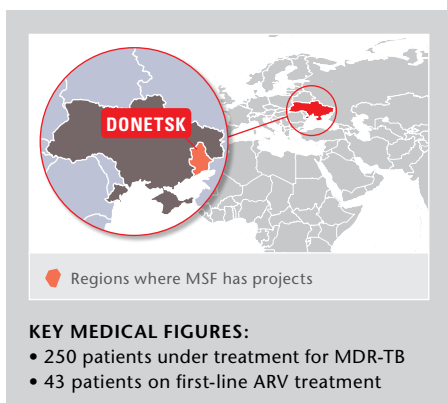 DONETSK
Regions where MSF has projects
KEY MEDICAL FIGURES:
• 250 patients under treatment for MDR-TB
• 43 patients on first-line ARV treatment